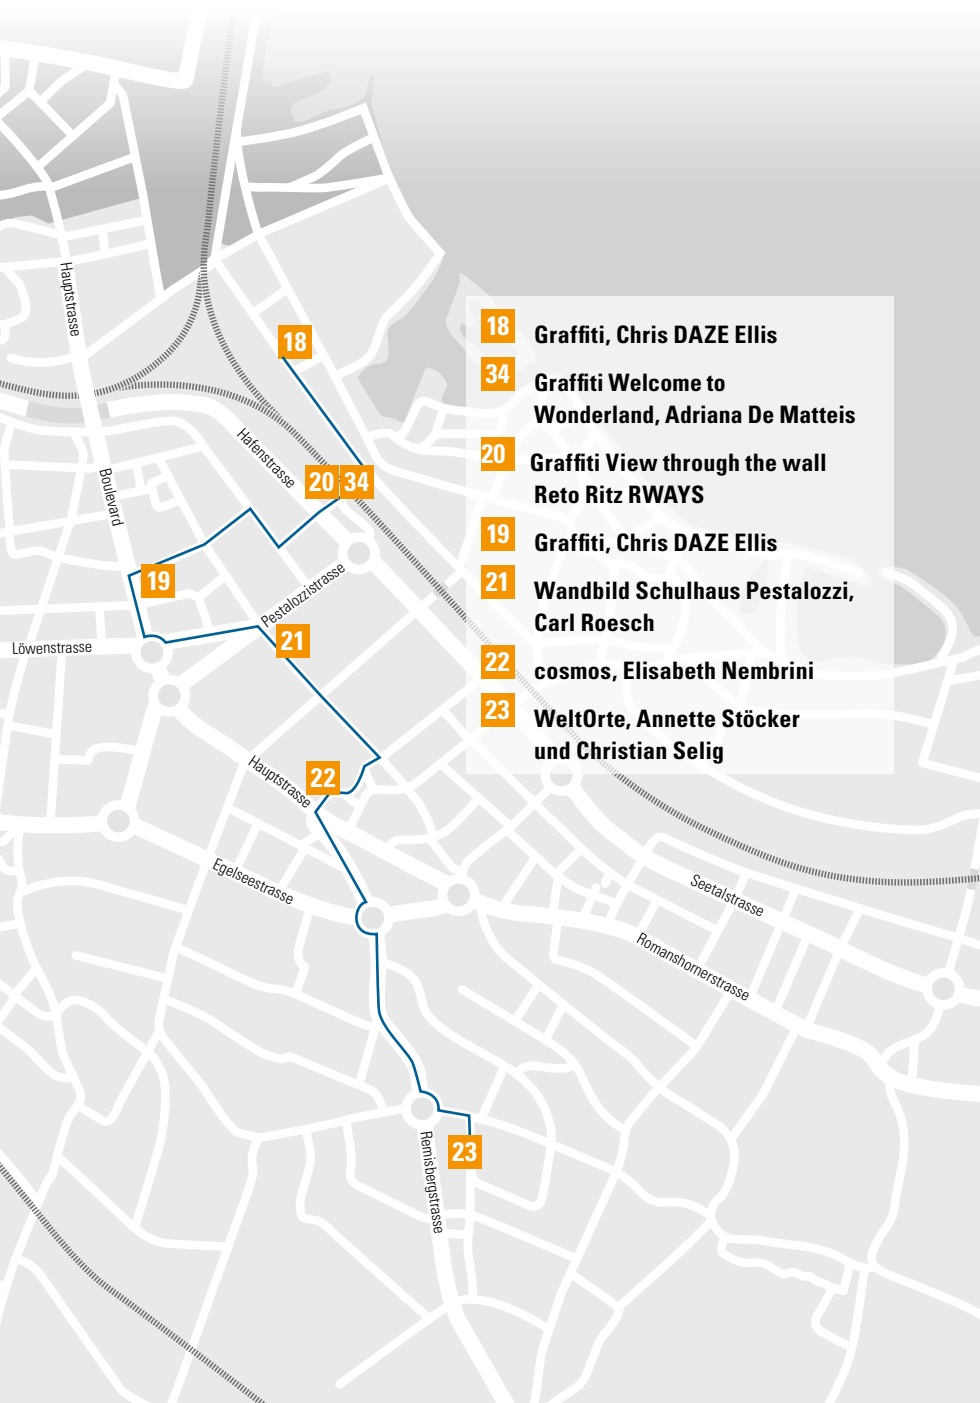 Hauptstrasse
18
18 Graffiti, Chris DAZE Ellis
34 Graffiti Welcome to
Wonderland, Adriana De Matteis
20 Graffiti View through the wall
Reto Ritz RWAYS
19 Graffiti, Chris DAZE Ellis
21 Wandbild Schulhaus Pestalozzi,
Carl Roesch
22 cosmos, Elisabeth Nembrini
23 WeltOrte, Annette Stöcker
und Christian Selig
Hafenstrasse
Boulevard
20 34
19
Pestalozzistrasse
21
Löwenstrasse
Hauptstrasse
22
Egelseestrasse
Seetalstrasse
Romanshornerstrasse
Remisbergstrasse
23